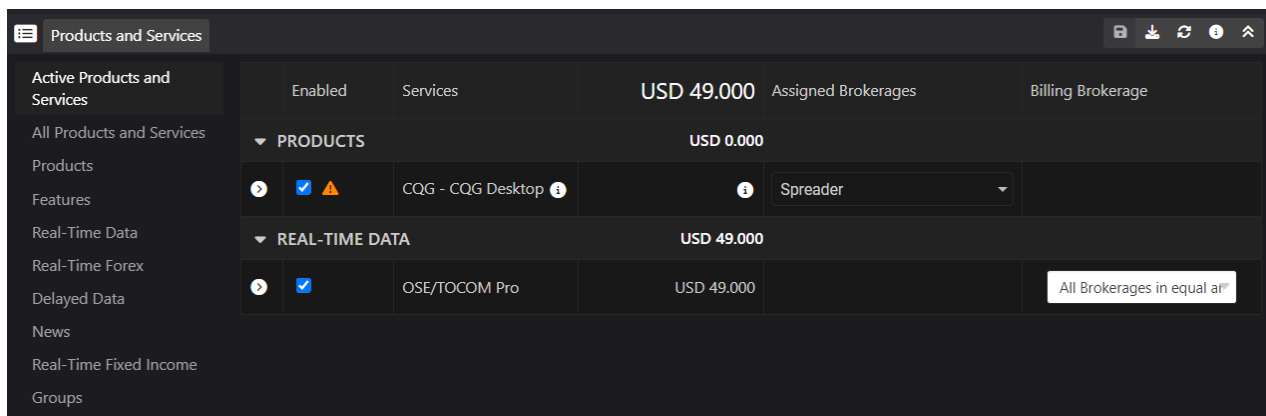 Products and Services
Active Products and
Services
All Products and Services
Products
Features
Real-Time Data
Real-Time Forex
Delayed Data
News
Real-Time Fixed Income
Groups
Enabled Services USD 49.000 Assigned Brokerages Billing Brokerage
PRODUCTS USD 0.000
CQG - CQG Desktop Spreader
REAL-TIME DATA USD 49.000
OSE/TOCOM Pro USD 49.000 All Brokerages in equal